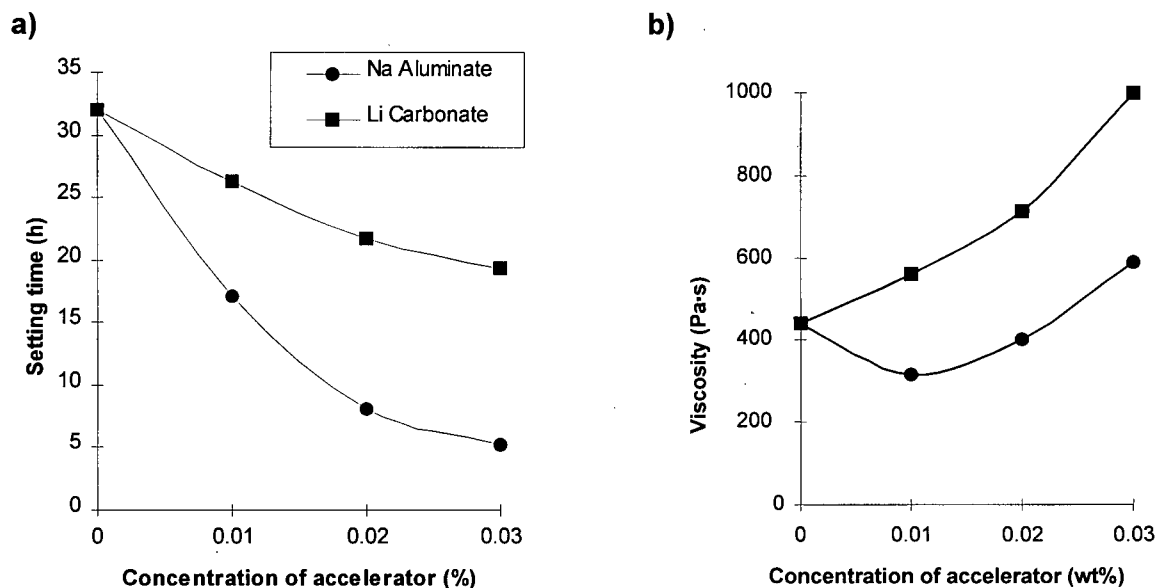 a)
Na Aluminate
Li Carbonate
35
30
25
20
15
10
5
0
Setting time (h)
0
0.01
0.02
0.03
Concentration of accelerator (%)
b)
1000
800
600
400
200
0
Viscosity (Pa•s)
0
0.01
0.02
0.03
Concentration of accelerator (wt%)